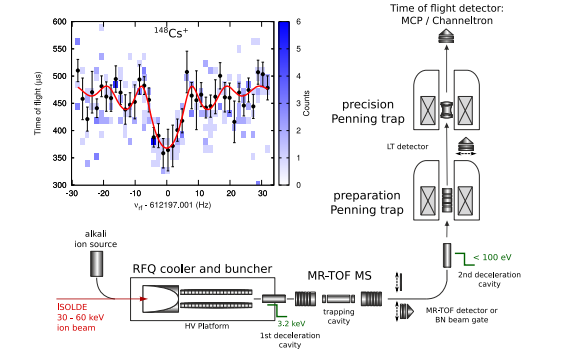 Time of flight detector:
MCP / Channeltron
148Cs+
600
550
500
450
400
350
300
Time of flight (μs)
-30
-20
-10
0
10
20
30
νrf - 612197.001 (Hz)
6
5
4
3
2
1
0
Counts
precision
Penning trap
LT detector
preparation
Penning trap
< 100 eV
2nd deceleration
cavity
alkali
ion source
RFQ cooler and buncher
MR-TOF MS
ISOLDE
30 - 60 keV
ion beam
HV Platform
3.2 keV
1st deceleration
cavity
trapping
cavity
MR-TOF detector or
BN beam gate